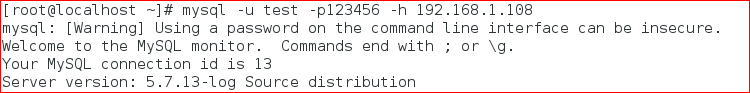 [root@localhost ~]# mysql -u test -p123456 -h 192.168.1.108
mysql: [Warning] Using a password on the command line interface can be insecure.
Welcome to the MySQL monitor.  Commands end with ; or \g.
Your MySQL connection id is 13
Server version: 5.7.13-log Source distribution